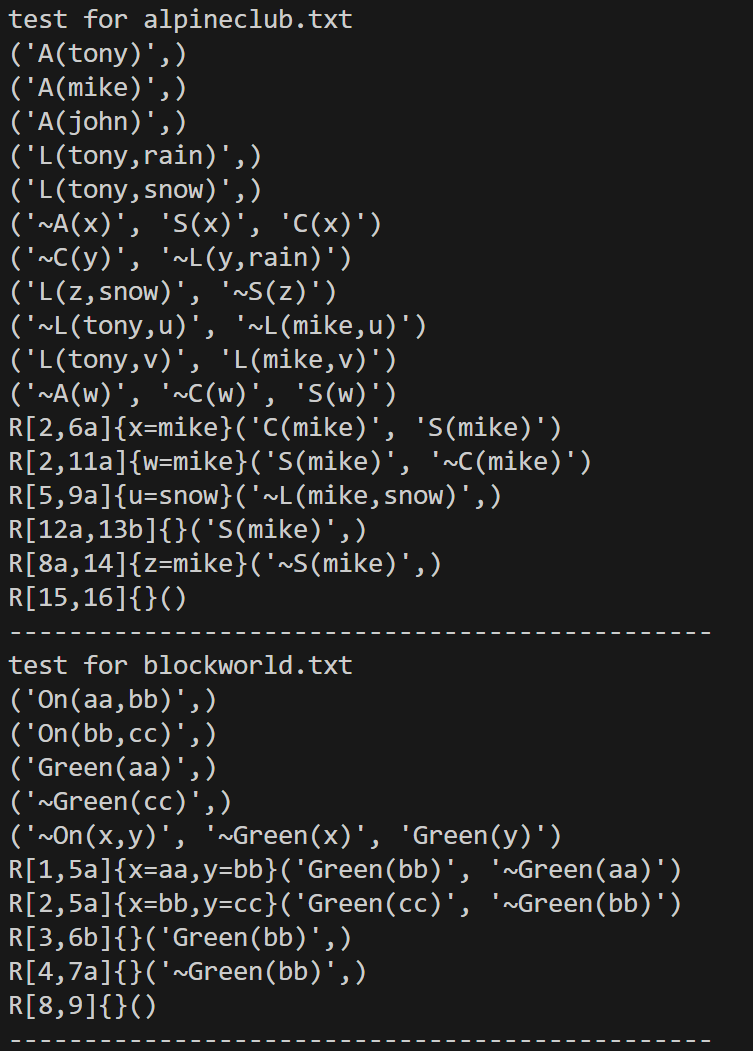 test for alpineclub.txt
('A(tony)',)
('A(mike)',)
('A(john)',)
('L(tony,rain)',)
('L(tony,snow)',)
('~A(x)', 'S(x)', 'C(x)')
('~C(y)', '~L(y,rain)')
('L(z,snow)', '~S(z)')
('~L(tony,u)', '~L(mike,u)')
('L(tony,v)', 'L(mike,v)')
('~A(w)', '~C(w)', 'S(w)')
R[2,6a]{x=mike}('C(mike)', 'S(mike)')
R[2,11a]{w=mike}('S(mike)', '~C(mike)')
R[5,9a]{u=snow}('~L(mike,snow)',)
R[12a,13b]{}('S(mike)',)
R[8a,14]{z=mike}('~S(mike)',)
R[15,16]{}()
-----------------------------------------------
test for blockworld.txt
('On(aa,bb)',)
('On(bb,cc)',)
('Green(aa)',)
('~Green(cc)',)
('~On(x,y)', '~Green(x)', 'Green(y)')
R[1,5a]{x=aa,y=bb}('Green(bb)', '~Green(aa)')
R[2,5a]{x=bb,y=cc}('Green(cc)', '~Green(bb)')
R[3,6b]{}('Green(bb)',)
R[4,7a]{}('~Green(bb)',)
R[8,9]{}()
-----------------------------------------------